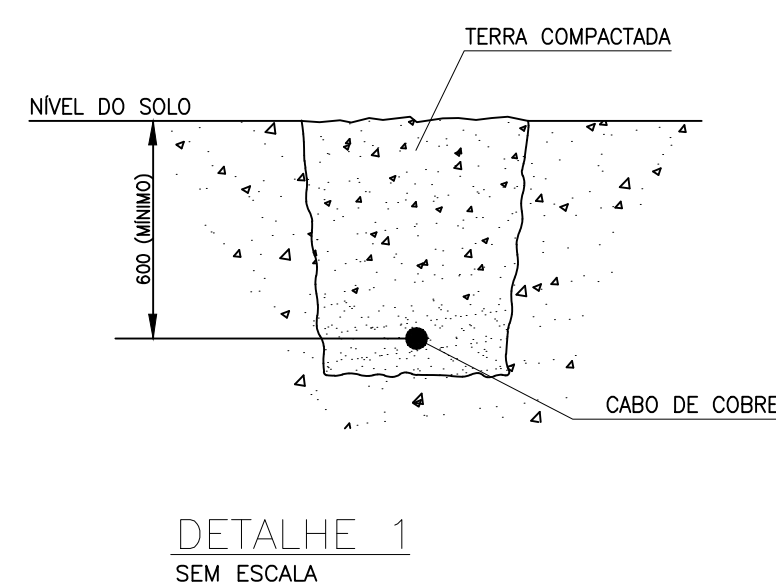 TERRA COMPACTADA
NÍVEL DO SOLO
600 (MÍNIMO)
CABO DE COBRE
DETALHE 1
SEM ESCALA